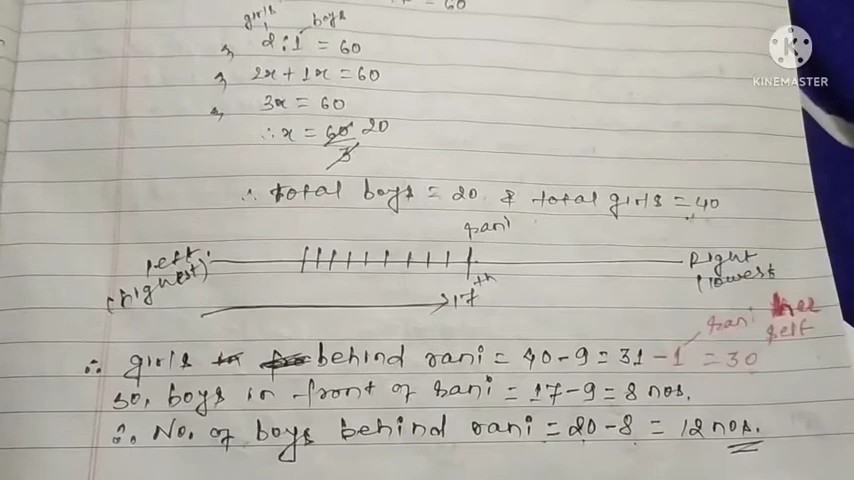 = 60
girls boys
⇒ 2 : 1 = 60
⇒ 2x + 1x = 60
⇒ 3x = 60
∴ x = 60/3 20
∴ total boys = 20 & total girls = 40
rani
left (highest) Right lowest
17th
∴ girls behind rani = 40 - 9 = 31 - 1 = 30
rani her self
so, boys in front of rani = 17 - 9 = 8 nos.
∴ No. of boys behind rani = 20 - 8 = 12 nos.
KINEMASTER